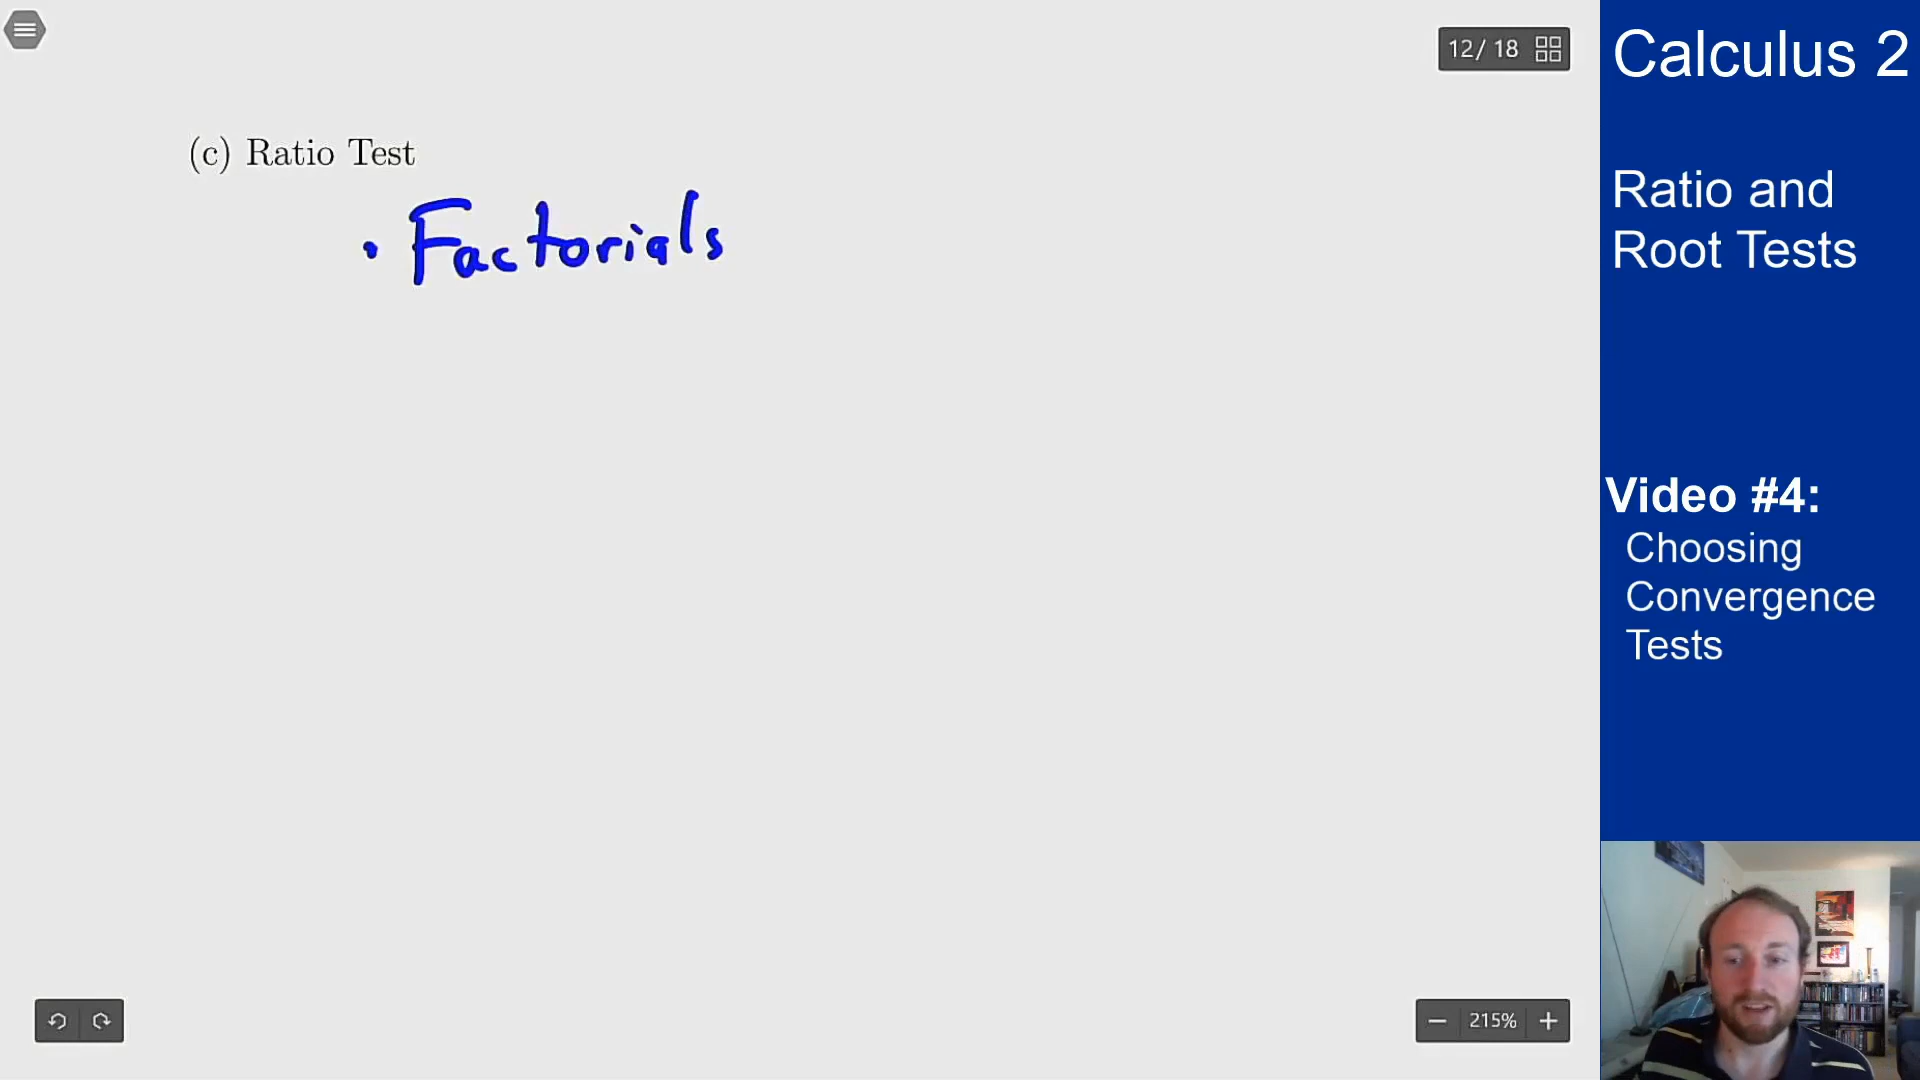 12/ 18
(c) Ratio Test
• Factorials
215%
Calculus 2
Ratio and
Root Tests
Video #4:
Choosing
Convergence
Tests